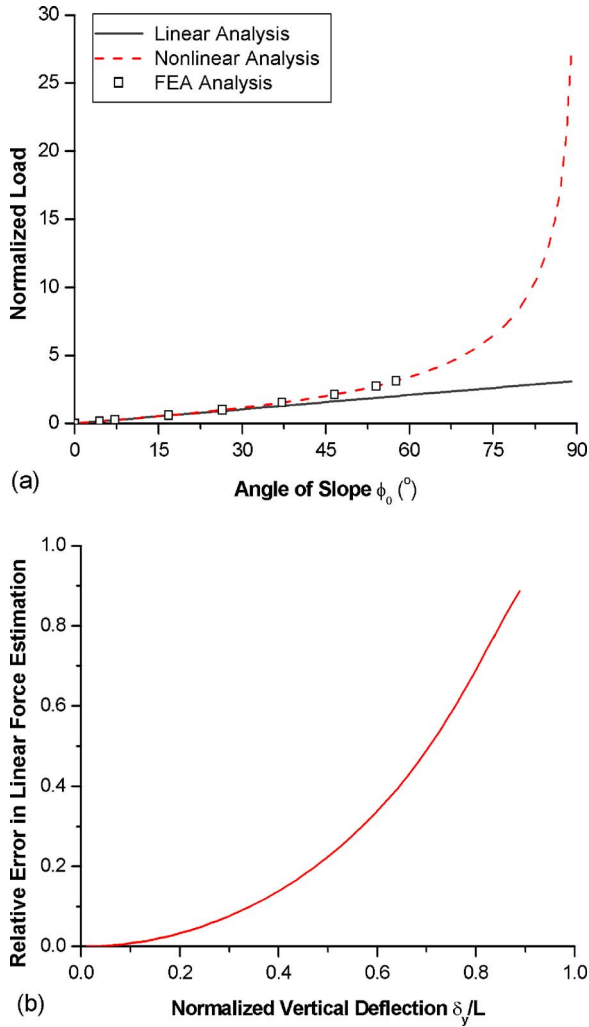 30
25
20
15
10
5
0
Normalized Load
Linear Analysis
Nonlinear Analysis
FEA Analysis
0 15 30 45 60 75 90
(a)
Angle of Slope ϕ₀ (°)
1.0
0.8
0.6
0.4
0.2
0.0
Relative Error in Linear Force Estimation
0.0 0.2 0.4 0.6 0.8 1.0
(b)
Normalized Vertical Deflection δy/L